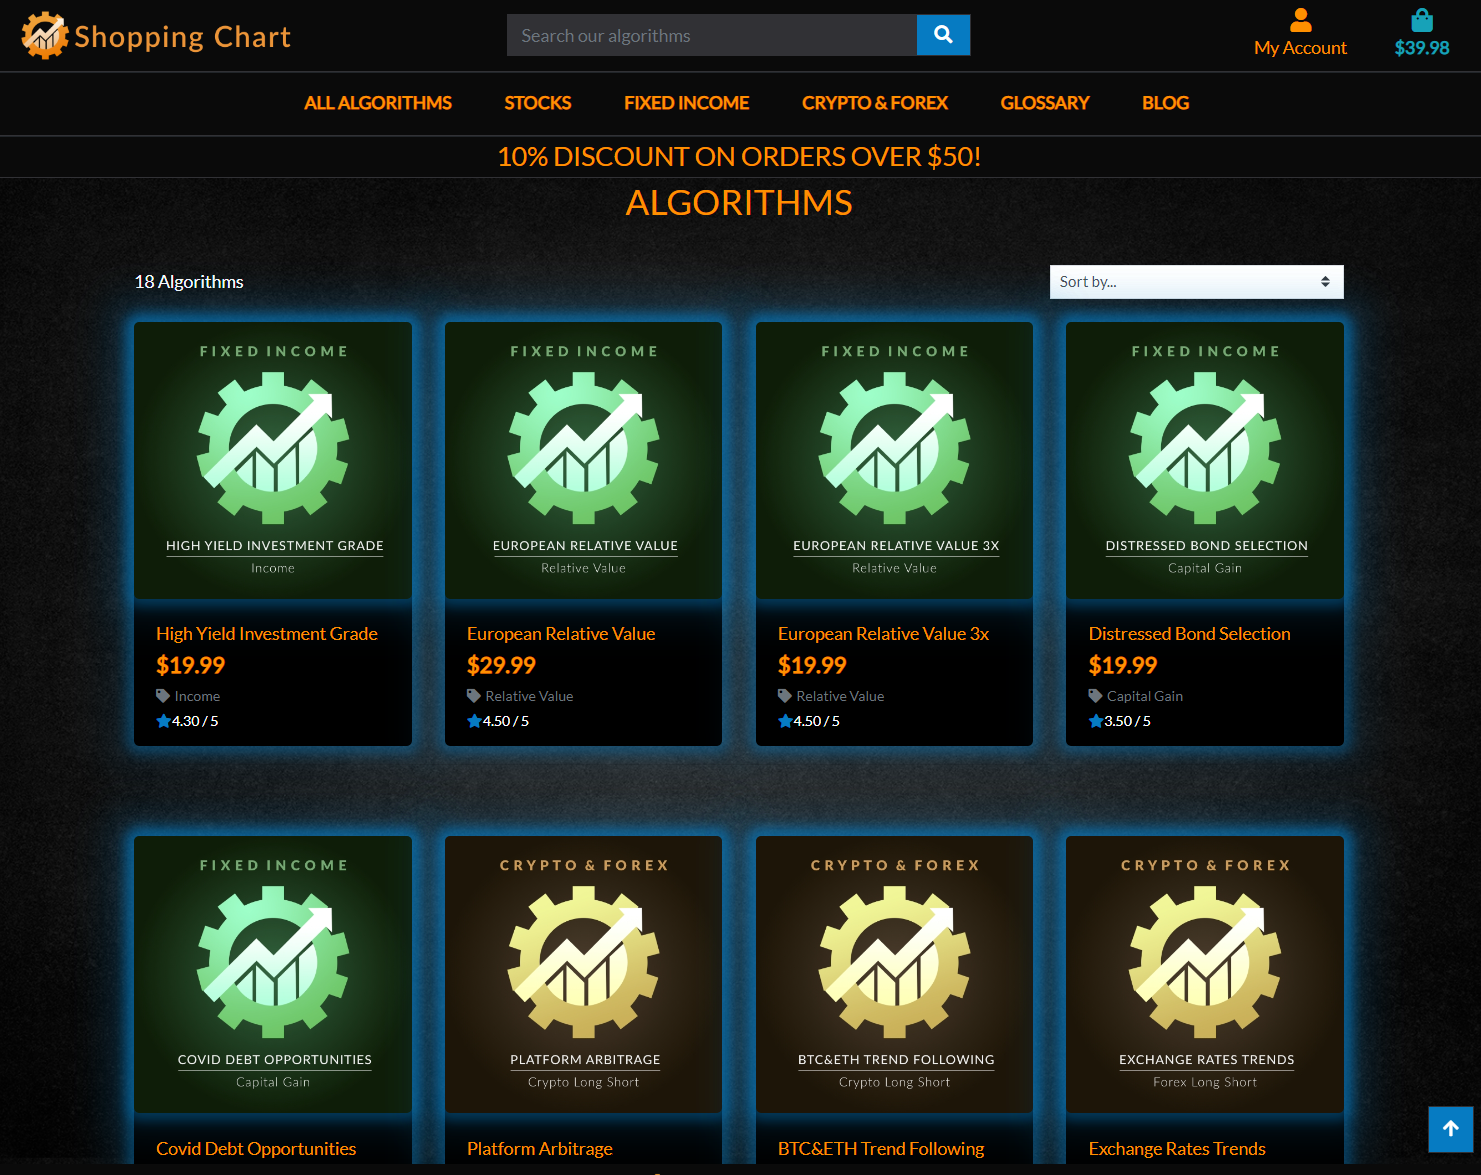 Shopping Chart
Search our algorithms
My Account
$39.98
ALL ALGORITHMS
STOCKS
FIXED INCOME
CRYPTO & FOREX
GLOSSARY
BLOG
10% DISCOUNT ON ORDERS OVER $50!
ALGORITHMS
18 Algorithms
Sort by...
FIXED INCOME
HIGH YIELD INVESTMENT GRADE
Income
High Yield Investment Grade
$19.99
Income
4.30 / 5
FIXED INCOME
EUROPEAN RELATIVE VALUE
Relative Value
European Relative Value
$29.99
Relative Value
4.50 / 5
FIXED INCOME
EUROPEAN RELATIVE VALUE 3X
Relative Value
European Relative Value 3x
$19.99
Relative Value
4.50 / 5
FIXED INCOME
DISTRESSED BOND SELECTION
Capital Gain
Distressed Bond Selection
$19.99
Capital Gain
3.50 / 5
FIXED INCOME
COVID DEBT OPPORTUNITIES
Capital Gain
Covid Debt Opportunities
CRYPTO & FOREX
PLATFORM ARBITRAGE
Crypto Long Short
Platform Arbitrage
CRYPTO & FOREX
BTC&ETH TREND FOLLOWING
Crypto Long Short
BTC&ETH Trend Following
CRYPTO & FOREX
EXCHANGE RATES TRENDS
Forex Long Short
Exchange Rates Trends